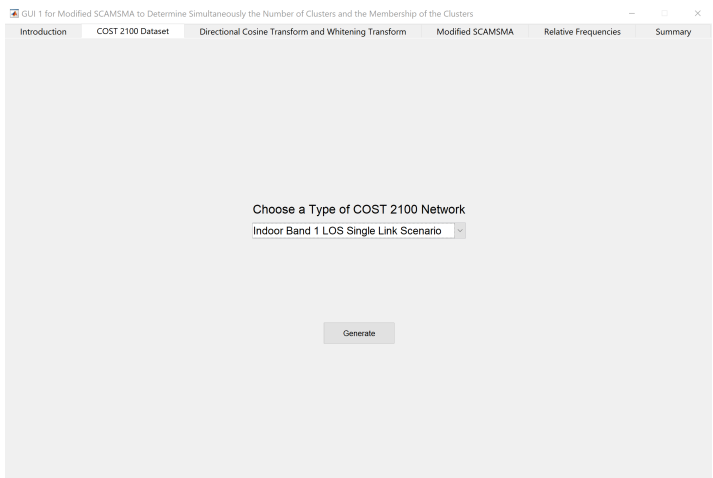 GUI 1 for Modified SCAMSMA to Determine Simultaneously the Number of Clusters and the Membership of the Clusters
Introduction COST 2100 Dataset Directional Cosine Transform and Whitening Transform Modified SCAMSMA Relative Frequencies Summary
Choose a Type of COST 2100 Network
Indoor Band 1 LOS Single Link Scenario
Generate